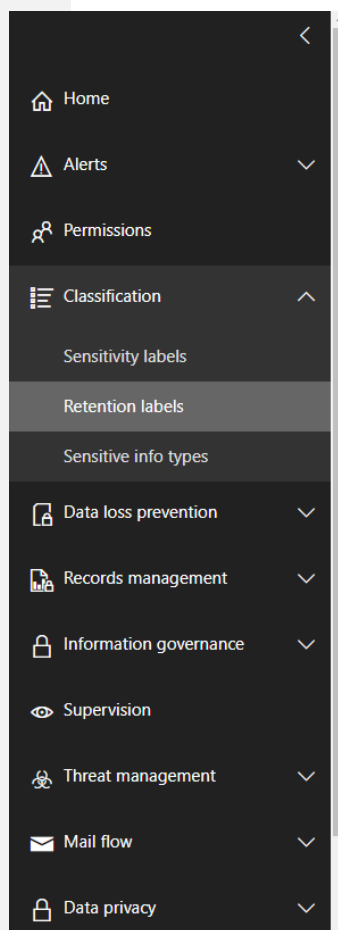 Home
Alerts
Permissions
Classification
Sensitivity labels
Retention labels
Sensitive info types
Data loss prevention
Records management
Information governance
Supervision
Threat management
Mail flow
Data privacy